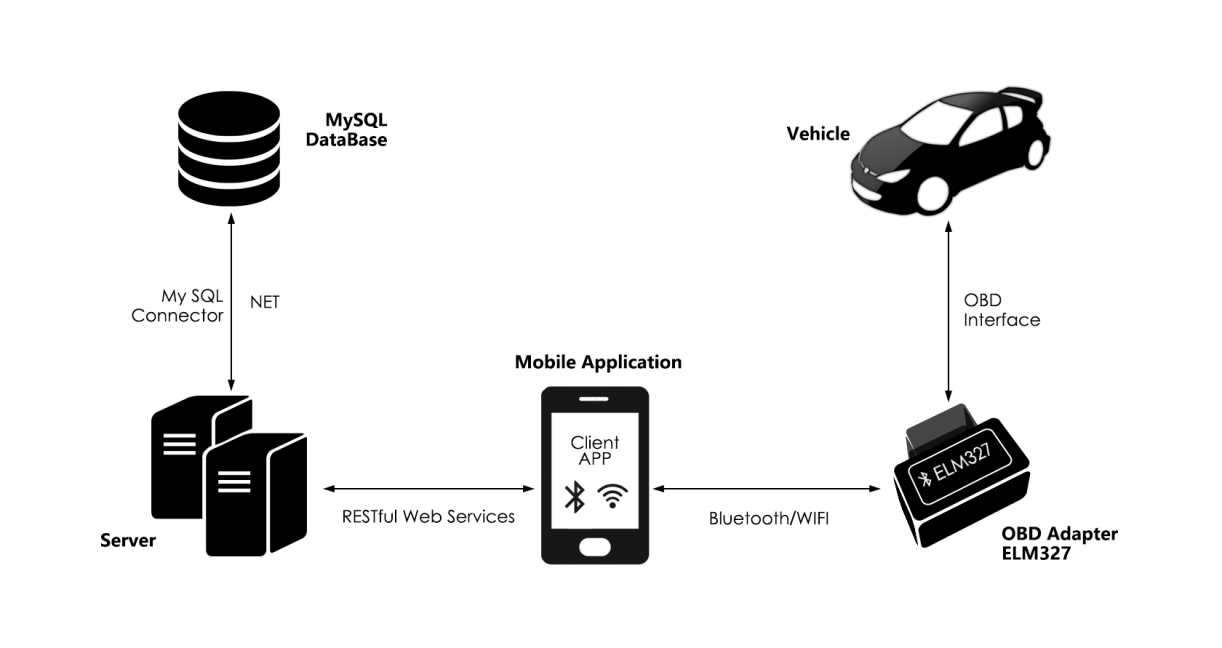 MySQL
DataBase
Vehicle
My SQL
Connector
NET
OBD
Interface
Mobile Application
Client
APP
ELM327
RESTful Web Services
Bluetooth/WIFI
Server
OBD Adapter
ELM327